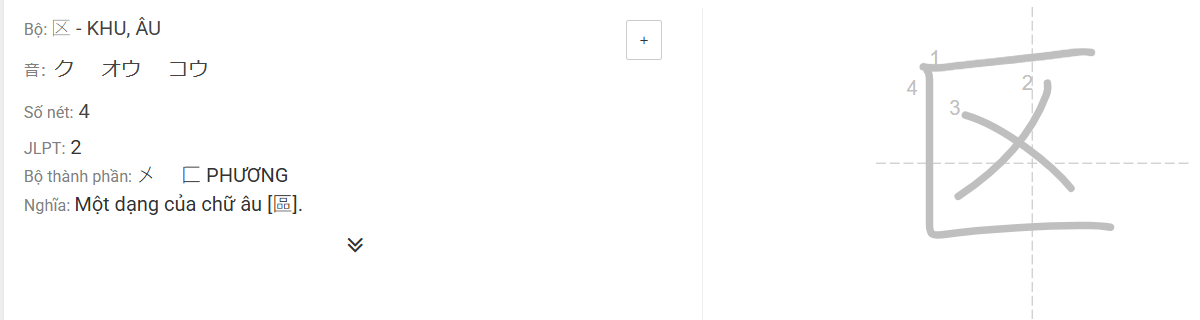 Bộ: 区 - KHU, ÂU
+
音: ク オウ コウ
Số nét: 4
JLPT: 2
Bộ thành phần: 㐅 匚 PHƯƠNG
Nghĩa: Một dạng của chữ âu [區].
1
2
4
3
区